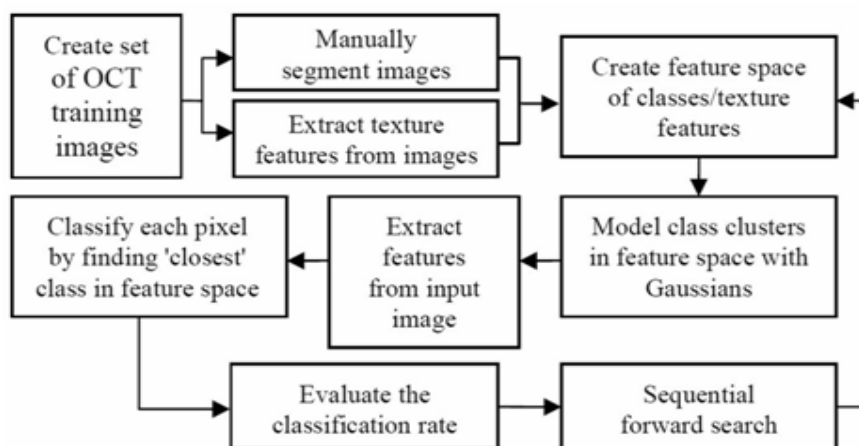 Create set
of OCT
training
images
Manually
segment images
Extract texture
features from images
Create feature space
of classes/texture
features
Classify each pixel
by finding 'closest'
class in feature space
Extract
features
from input
image
Model class clusters
in feature space with
Gaussians
Evaluate the
classification rate
Sequential
forward search